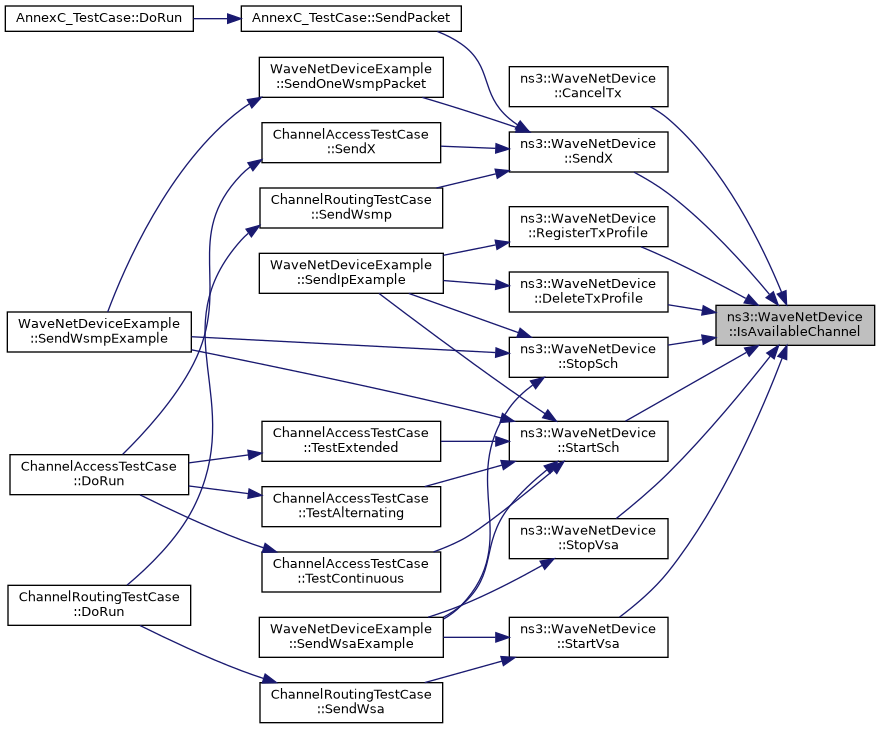 AnnexC_TestCase::DoRun
AnnexC_TestCase::SendPacket
WaveNetDeviceExample
::SendOneWsmpPacket
ns3::WaveNetDevice
::CancelTx
ChannelAccessTestCase
::SendX
ns3::WaveNetDevice
::SendX
ChannelRoutingTestCase
::SendWsmp
ns3::WaveNetDevice
::RegisterTxProfile
WaveNetDeviceExample
::SendIpExample
ns3::WaveNetDevice
::DeleteTxProfile
ns3::WaveNetDevice
::IsAvailableChannel
WaveNetDeviceExample
::SendWsmpExample
ns3::WaveNetDevice
::StopSch
ChannelAccessTestCase
::TestExtended
ns3::WaveNetDevice
::StartSch
ChannelAccessTestCase
::DoRun
ChannelAccessTestCase
::TestAlternating
ns3::WaveNetDevice
::StopVsa
ChannelAccessTestCase
::TestContinuous
ChannelRoutingTestCase
::DoRun
WaveNetDeviceExample
::SendWsaExample
ns3::WaveNetDevice
::StartVsa
ChannelRoutingTestCase
::SendWsa